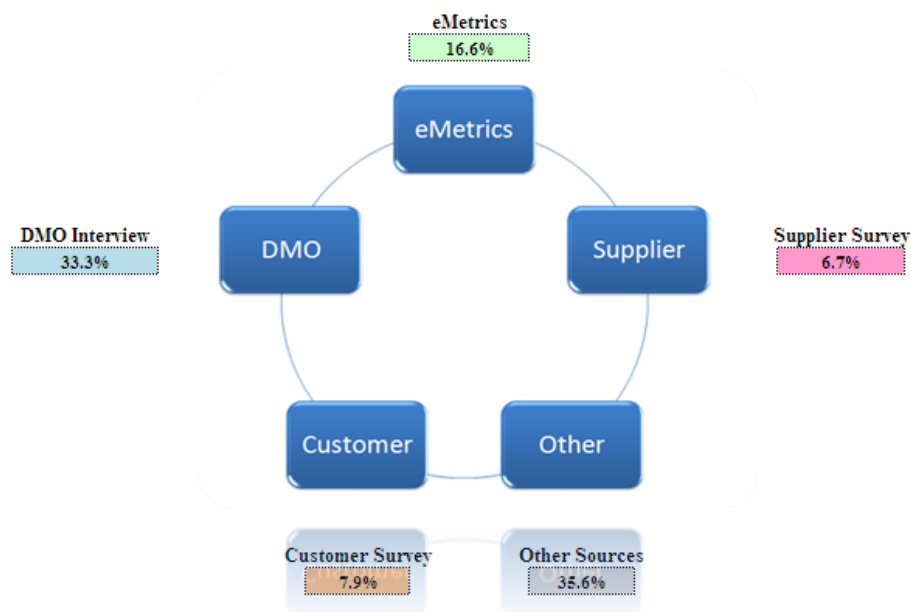 eMetrics
16.6%
eMetrics
DMO Interview
33.3%
DMO
Supplier
Supplier Survey
6.7%
Customer
Other
Customer Survey
7.9%
Other Sources
35.6%